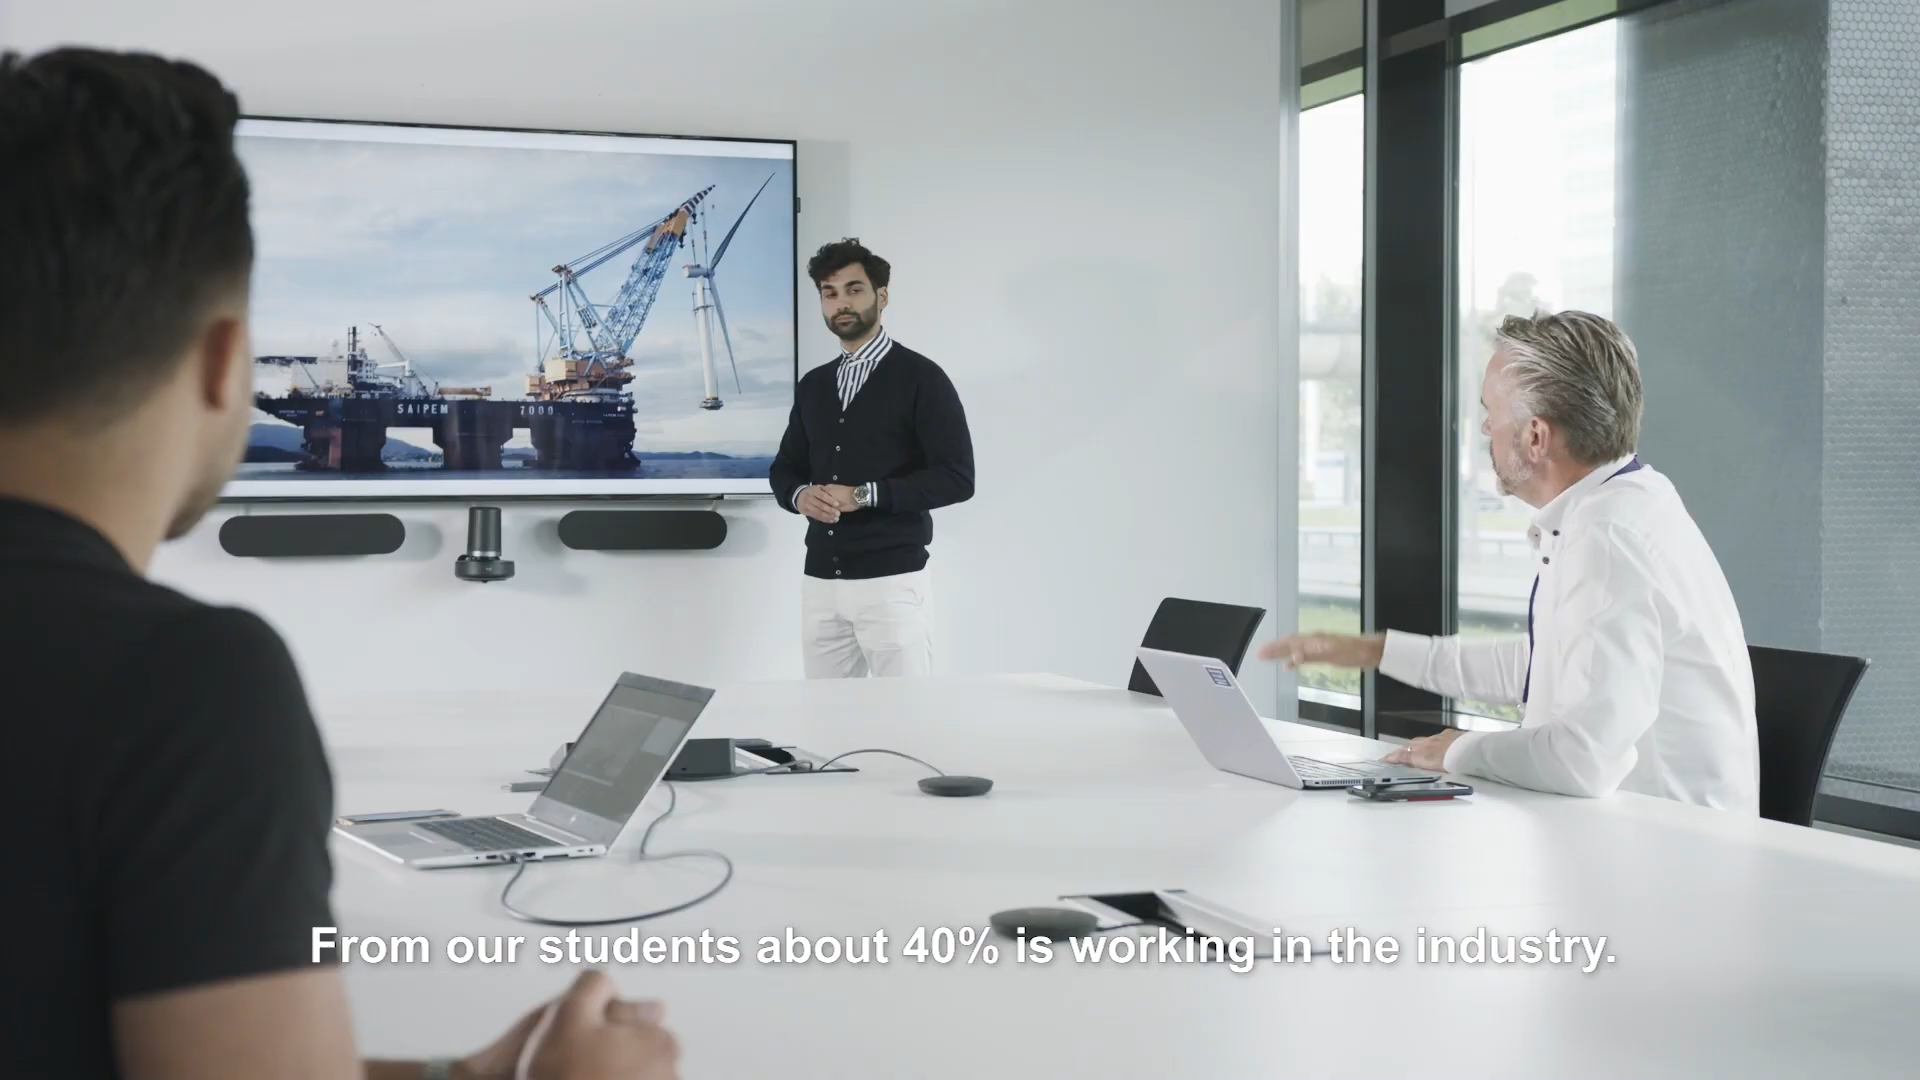 SAIPEM 7000
From our students about 40% is working in the industry.